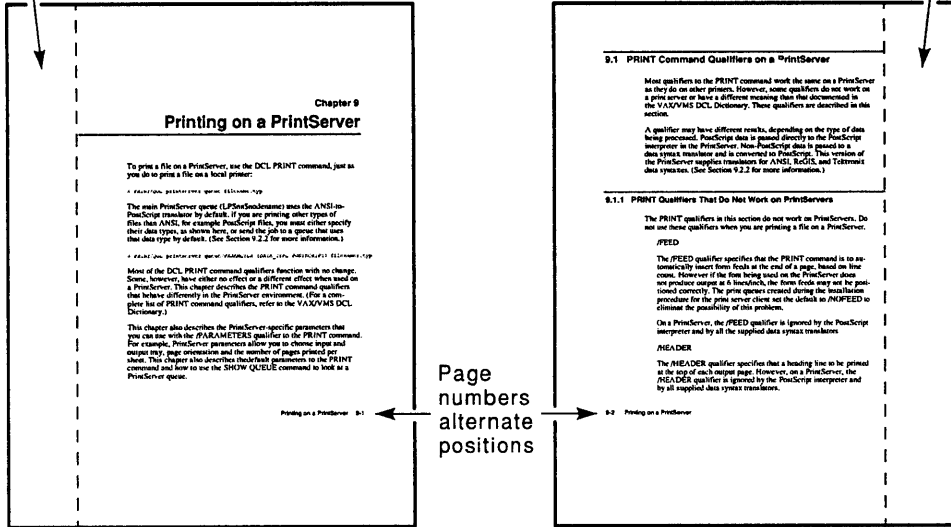 Chapter 9
Printing on a PrintServer
To print a file on a PrintServer, use the DCL PRINT command, just as
you do to print a file on a local printer:
The main PrintServer queue (LPS$nodename) uses the ANSI-to-
PostScript translator by default. If you are printing other types of
files than ANSI, for example PostScript files, you must either specify
their data types, as shown here, or send the job to a queue that uses
that data type by default. (See Section 9.2.2 for more information.)
Most of the DCL PRINT command qualifiers function with no change.
Some, however, have either no effect or a different effect when used on
a PrintServer. This chapter describes the PRINT command qualifiers
that behave differently in the PrintServer environment. (For a com-
plete list of PRINT command qualifiers, refer to the VAX/VMS DCL
Dictionary.)
This chapter also describes the PrintServer-specific parameters that
you can use with the /PARAMETERS qualifier to the PRINT command.
For example, PrintServer parameters allow you to choose input and
output tray, page orientation and the number of pages printed per
sheet. This chapter also describes thedefault parameters to the PRINT
command and how to use the SHOW QUEUE command to look at a
PrintServer queue.
Printing on a PrintServer 9-1
Page
numbers
alternate
positions
9.1 PRINT Command Qualifiers on a PrintServer
Most qualifiers to the PRINT command work the same on a PrintServer
as they do on other printers. However, some qualifiers do not work on
a print server or have a different meaning than that documented in
the VAX/VMS DCL Dictionary. These qualifiers are described in this
section.
A qualifier may have different results, depending on the type of data
being processed. PostScript data is passed directly to the PostScript
interpreter in the PrintServer. Non-PostScript data is passed to a
data syntax translator and is converted to PostScript. This version of
the PrintServer supplies translators for ANSI, ReGIS, and Tektronix
data syntaxes. (See Section 9.2.2 for more information.)
9.1.1 PRINT Qualifiers That Do Not Work on PrintServers
The PRINT qualifiers in this section do not work on PrintServers. Do
not use these qualifiers when you are printing a file on a PrintServer.
/FEED
The /FEED qualifier specifies that the PRINT command is to au-
tomatically insert form feeds at the end of a page, based on line
count. However if the font being used on the PrintServer does
not produce output at 6 lines/inch, the form feeds may not be posi-
tioned correctly. The print queues created during the installation
procedure for the print server client set the default to /NOFEED to
eliminate the possibility of this problem.
On a PrintServer, the /FEED qualifier is ignored by the PostScript
interpreter and by all the supplied data syntax translators
/HEADER
The /HEADER qualifier specifies that a heading line to be printed
at the top of each output page. However, on a PrintServer, the
/HEADER qualifier is ignored by the PostScript interpreter and
by all supplied data syntax translators.
9-2 Printing on a PrintServer